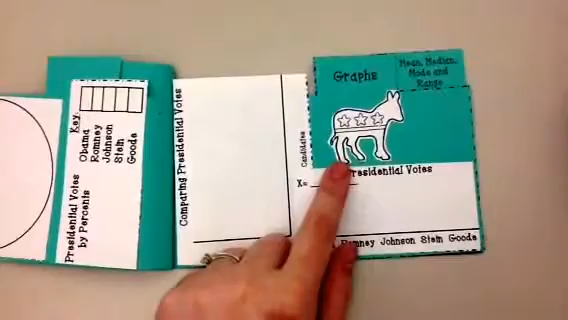 Key:
Obama
Romney
Johnson
Stein
Goode
Presidential Votes
by Percents
Comparing Presidential Votes
Graphs
Mean, Median,
Mode and
Range
Candidates
Presidential Votes
X=
Romney Johnson Stein Goode